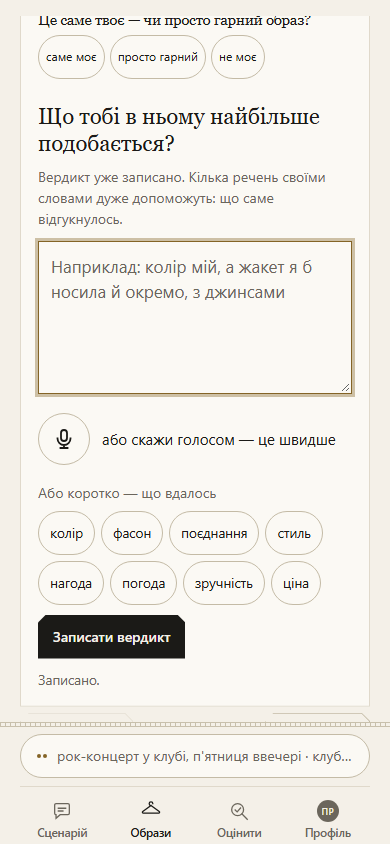 Це саме твоє — чи просто гарний образ?
саме моє
просто гарний
не моє
Що тобі в ньому найбільше
подобається?
Вердикт уже записано. Кілька речень своїми
словами дуже допоможуть: що саме
відгукнулось.
Наприклад: колір мій, а жакет я б
носила й окремо, з джинсами
або скажи голосом — це швидше
Або коротко — що вдалось
колір
фасон
поєднання
стиль
нагода
погода
зручність
ціна
Записати вердикт
Записано.
рок-концерт у клубі, п'ятниця ввечері · клуб...
Сценарій
Образи
Оцінити
ПР
Профіль